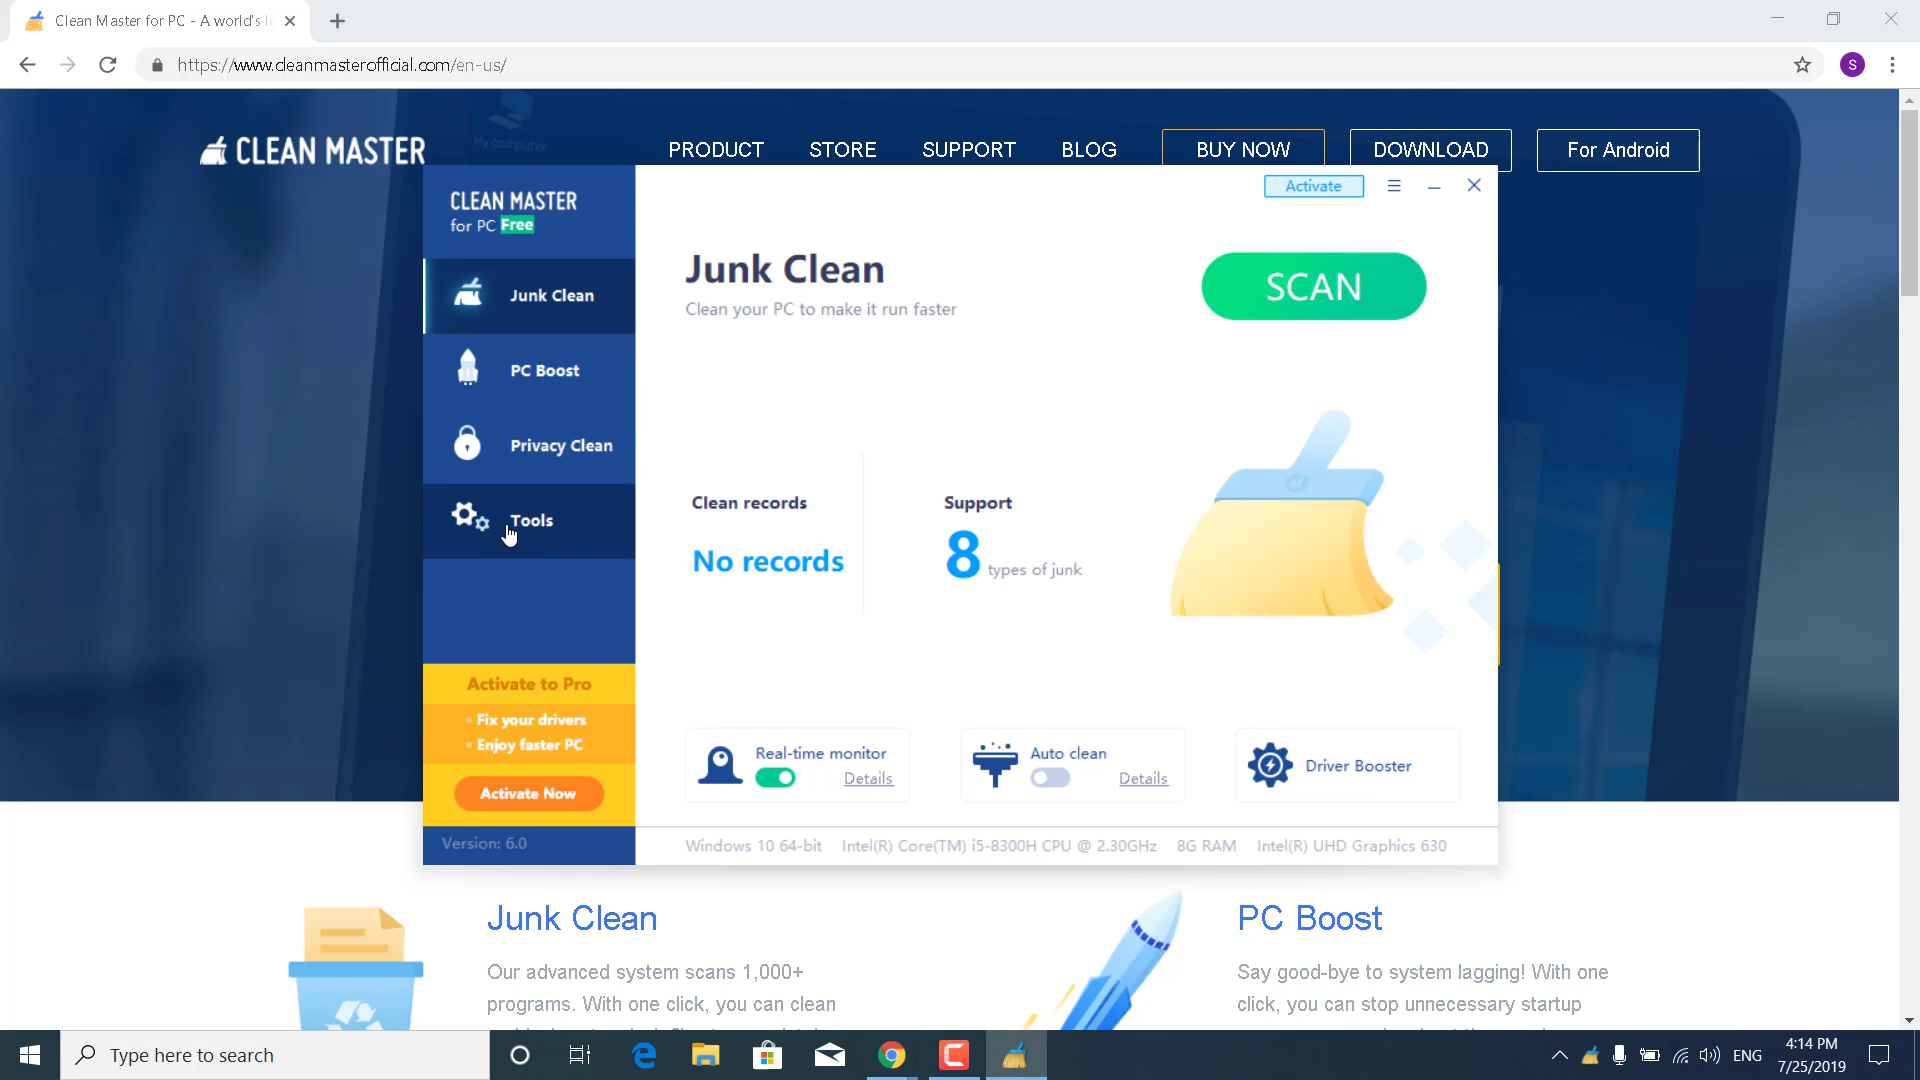 Clean Master for PC - A world's l
https://www.cleanmasterofficial.com/en-us/
S
My computer
CLEAN MASTER
PRODUCT
STORE
SUPPORT
BLOG
BUY NOW
DOWNLOAD
For Android
CLEAN MASTER
for PC Free
Activate
Junk Clean
PC Boost
Privacy Clean
Tools
Activate to Pro
Fix your drivers
Enjoy faster PC
Activate Now
Version: 6.0
Junk Clean
Clean your PC to make it run faster
SCAN
Clean records
No records
Support
8 types of junk
Real-time monitor
Details
Auto clean
Details
Driver Booster
Windows 10 64-bit Intel(R) Core(TM) i5-8300H CPU @ 2.30GHz 8G RAM Intel(R) UHD Graphics 630
Junk Clean
Our advanced system scans 1,000+
programs. With one click, you can clean
PC Boost
Say good-bye to system lagging! With one
click, you can stop unnecessary startup
Type here to search
ENG
4:14 PM
7/25/2019